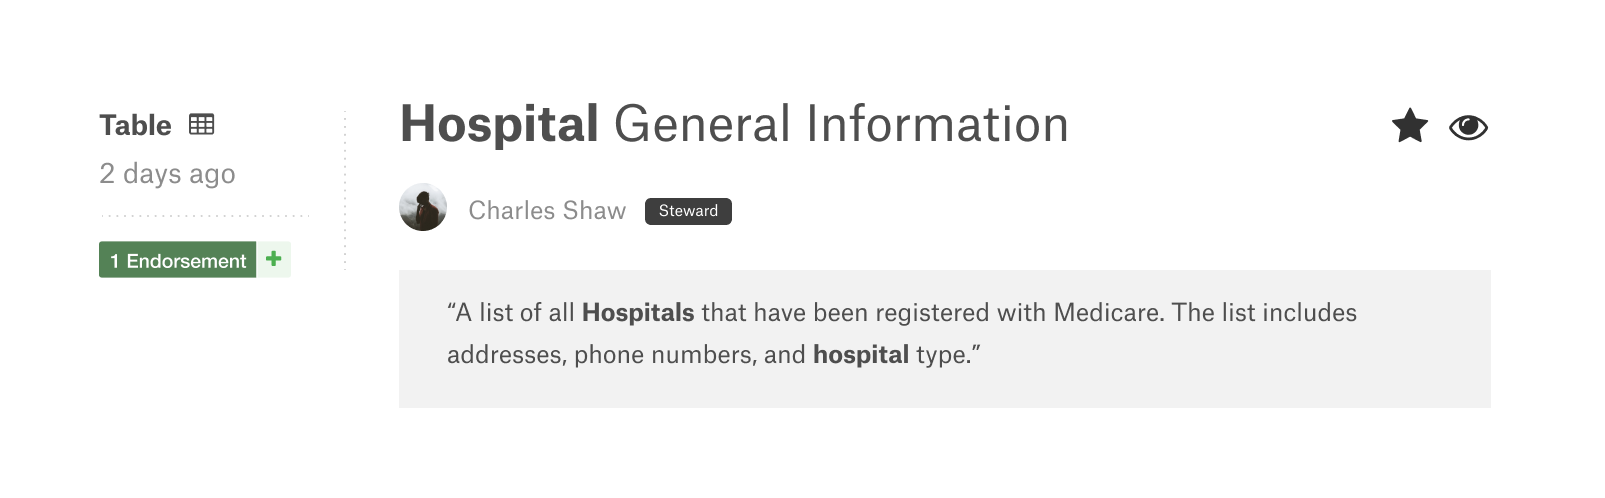 Table
2 days ago
1 Endorsement +
Hospital General Information
Charles Shaw Steward
“A list of all Hospitals that have been registered with Medicare. The list includes
addresses, phone numbers, and hospital type.”